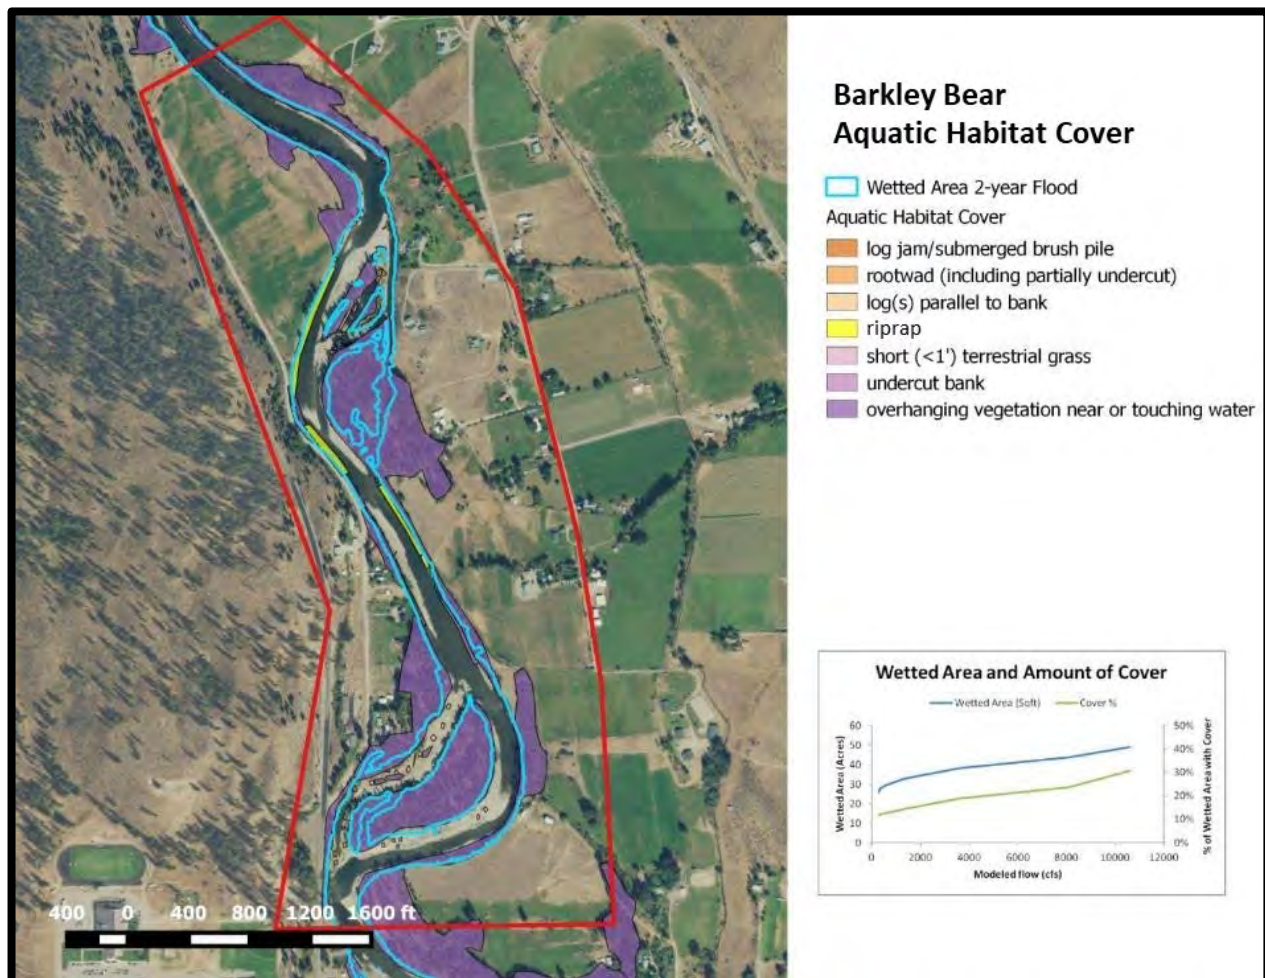 Barkley Bear
Aquatic Habitat Cover
Wetted Area 2-year Flood
Aquatic Habitat Cover
log jam/submerged brush pile
rootwad (including partially undercut)
log(s) parallel to bank
riprap
short (<1') terrestrial grass
undercut bank
overhanging vegetation near or touching water
Wetted Area and Amount of Cover
Wetted Area (Soft) Cover %
60 50%
50 40%
40 30%
30 20%
20 10%
10 0%
0
0 2000 4000 6000 8000 10000 12000
Wetted Area (Acres)
% of Wetted Area with Cover
Modeled flow (cfs)
400 0 400 800 1200 1600 ft